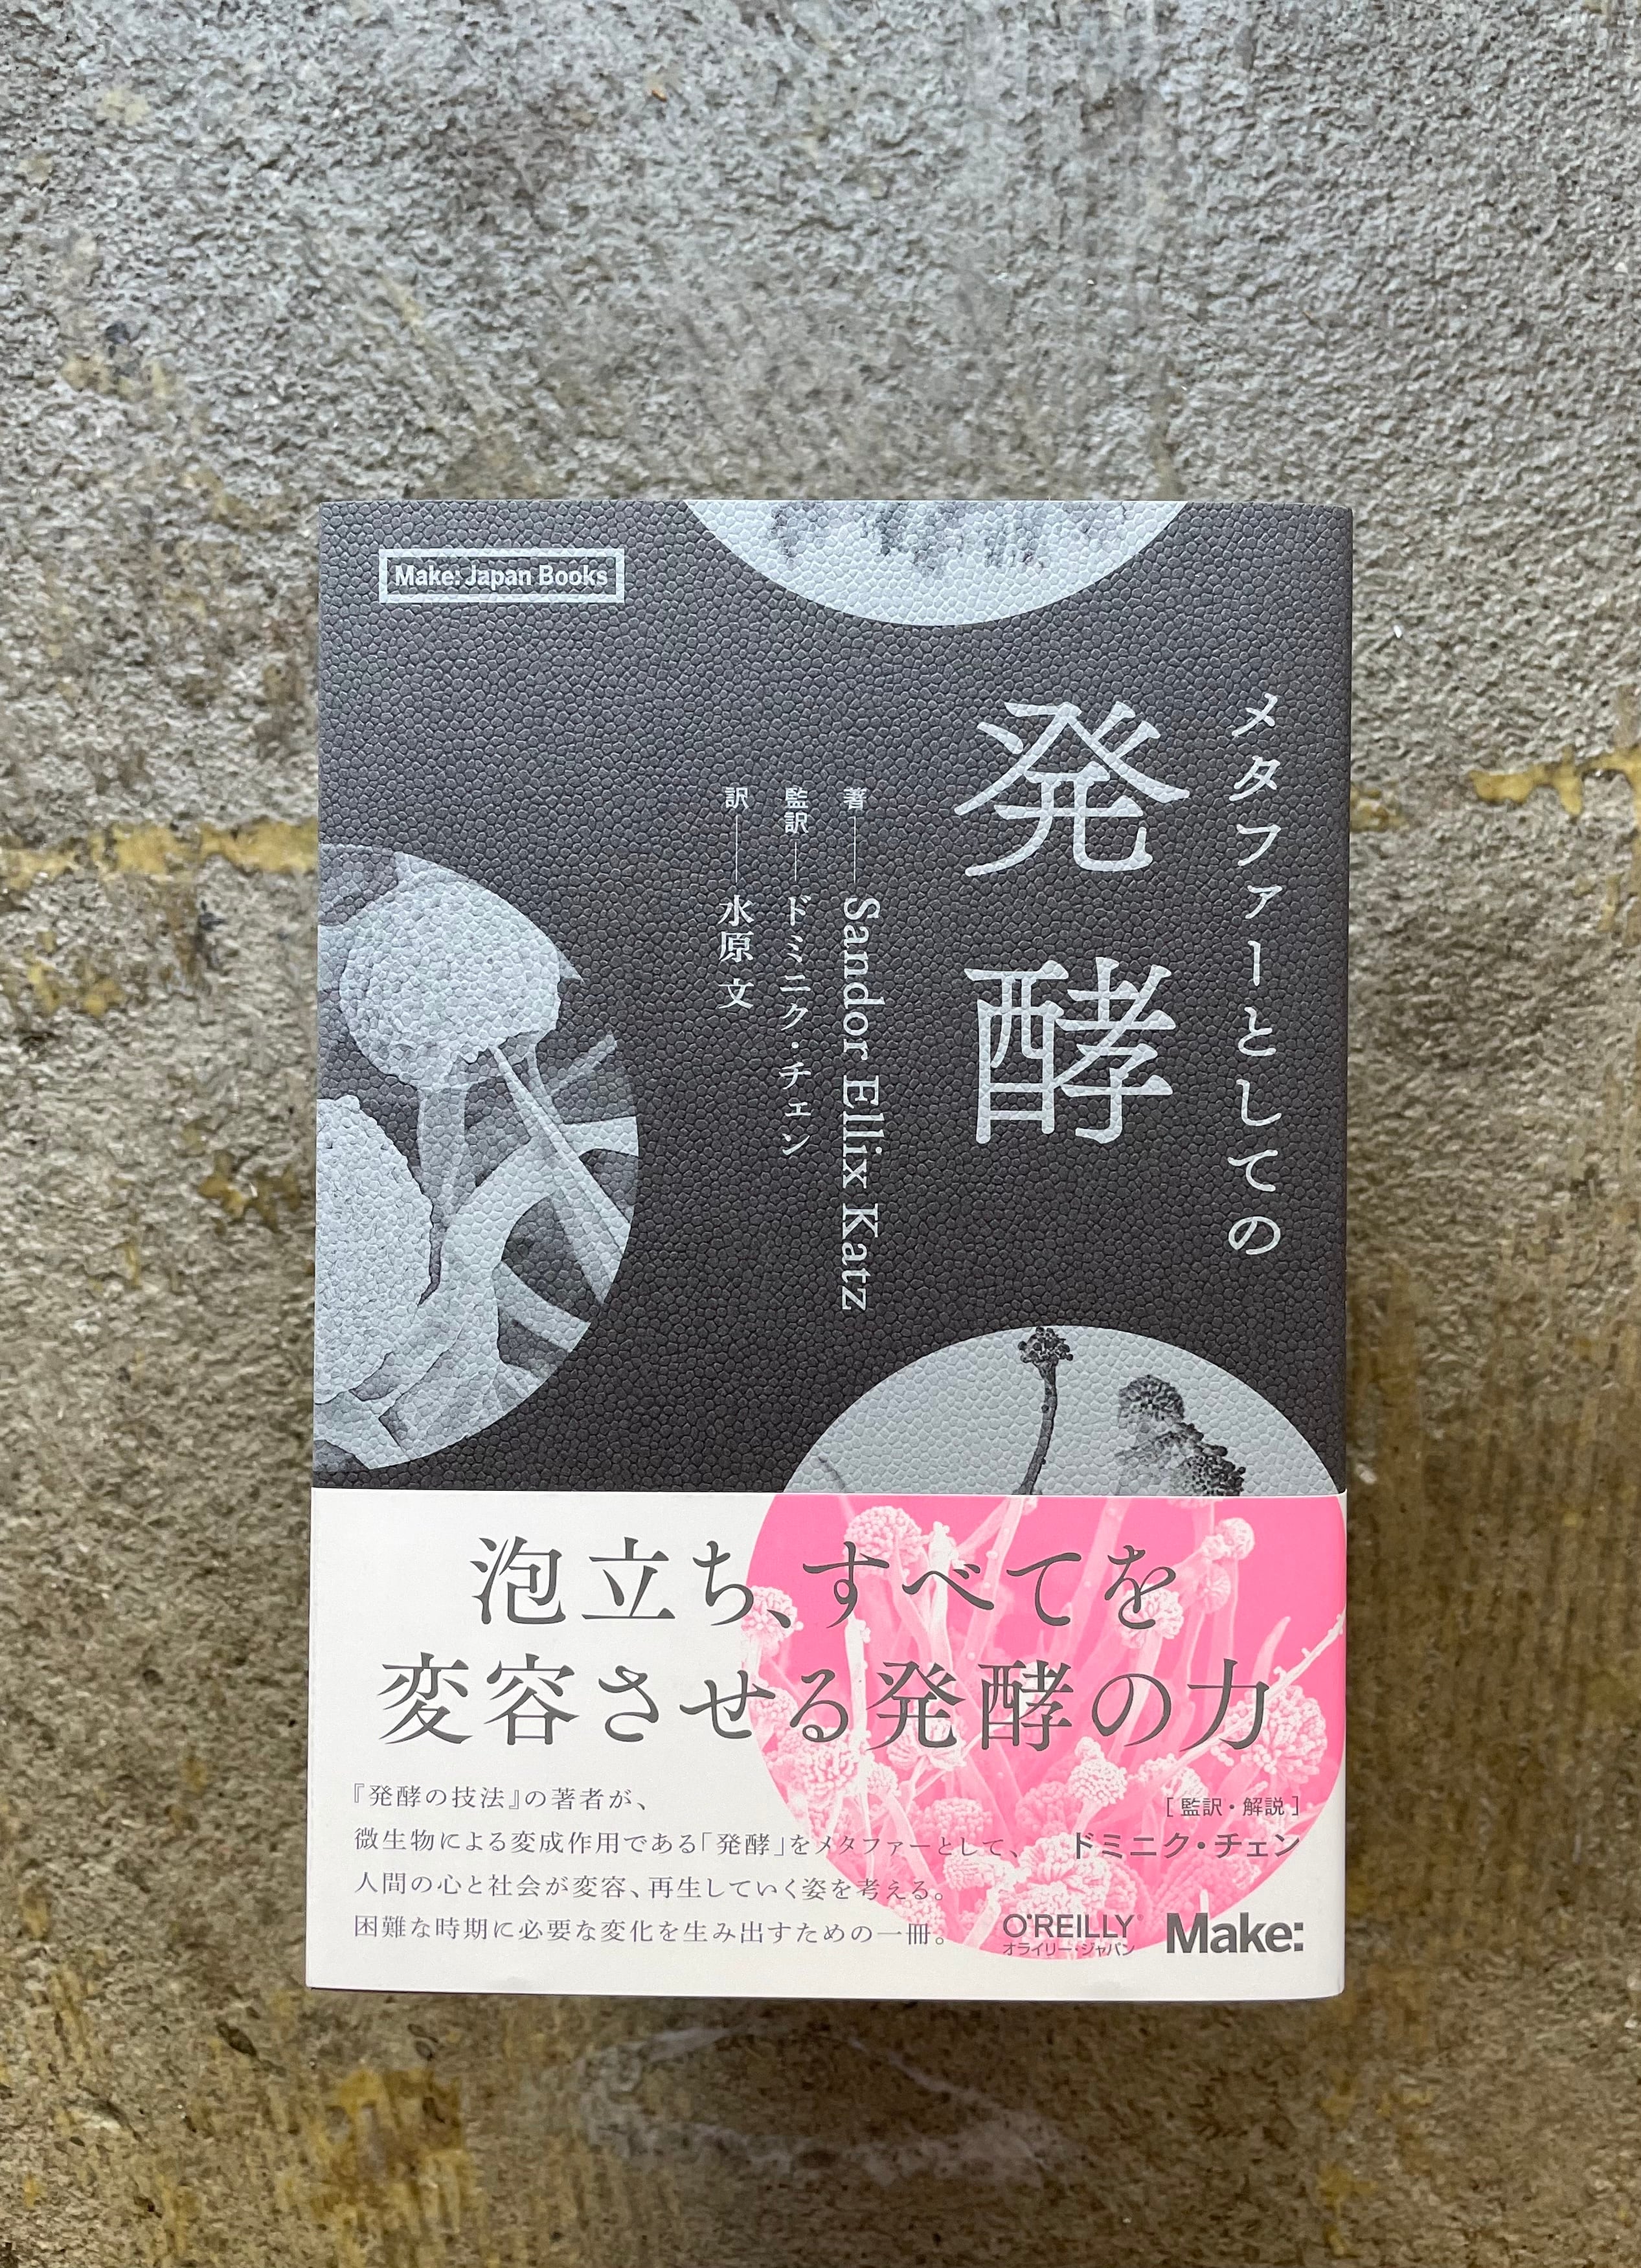 Make: Japan Books
メタファーとしての
発酵
著――Sandor Ellix Katz
監訳―ドミニク・チェン
訳――水原 文
泡立ち、すべてを
変容させる発酵の力
『発酵の技法』の著者が、
微生物による変成作用である「発酵」をメタファーとして、
人間の心と社会が変容、再生していく姿を考える。
困難な時期に必要な変化を生み出すための一冊。
[監訳・解説]
ドミニク・チェン
O'REILLY®
オライリー・ジャパン
Make: